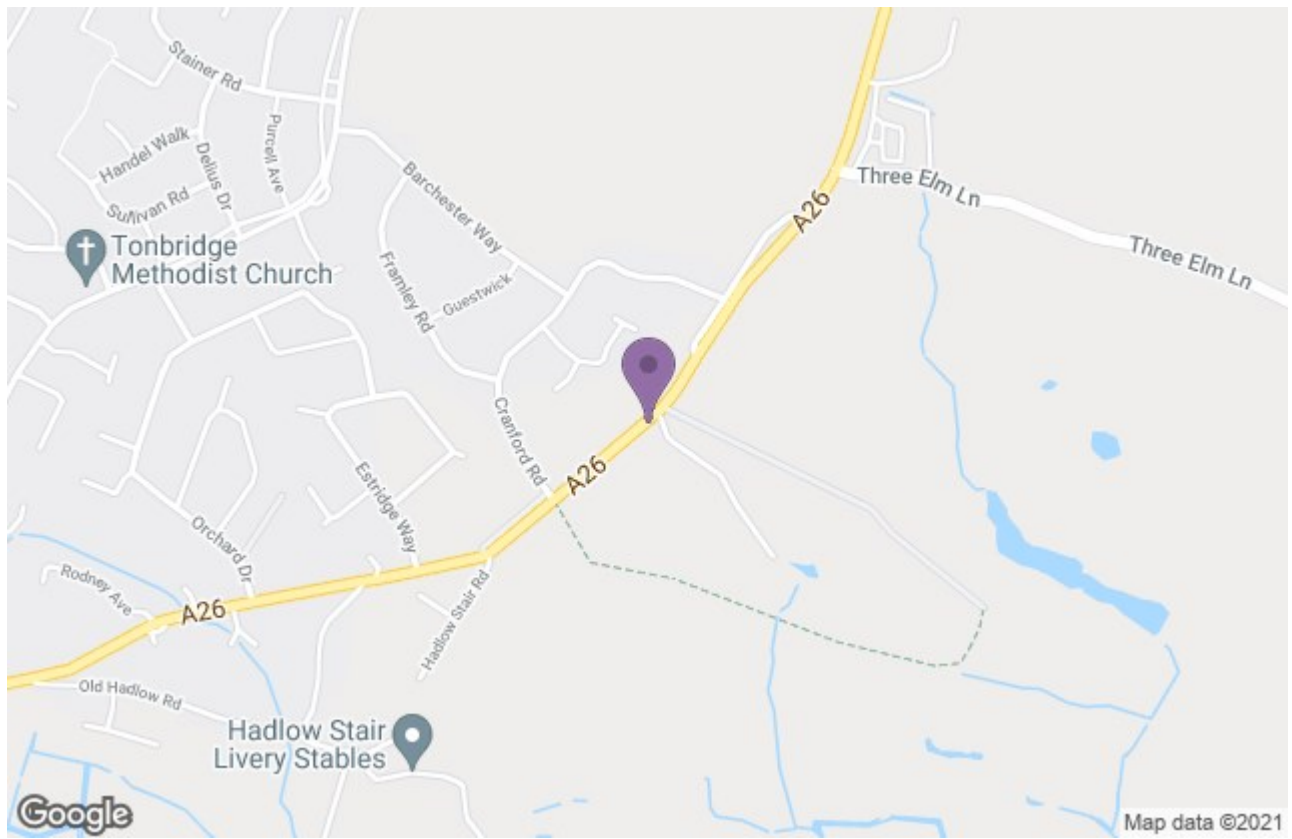 Stainer Rd
Handel Walk
Delius Dr
Purcell Ave
Sullivan Rd
Barchester Way
Three Elm Ln
A26
Three Elm Ln
Tonbridge
Methodist Church
Framley Rd
Guestwick
Cranford Rd
A26
Estridge Way
Orchard Dr
Rodney Ave
A26
Hadlow Stair Rd
Old Hadlow Rd
Hadlow Stair
Livery Stables
Google
Map data ©2021